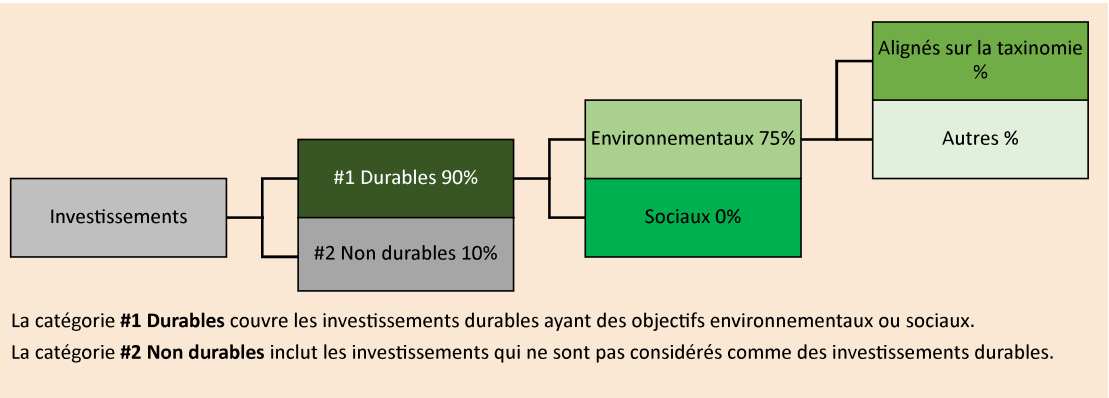 Investissements
#1 Durables 90%
#2 Non durables 10%
Environnementaux 75%
Sociaux 0%
Alignés sur la taxinomie
%
Autres %
La catégorie #1 Durables couvre les investissements durables ayant des objectifs environnementaux ou sociaux.
La catégorie #2 Non durables inclut les investissements qui ne sont pas considérés comme des investissements durables.